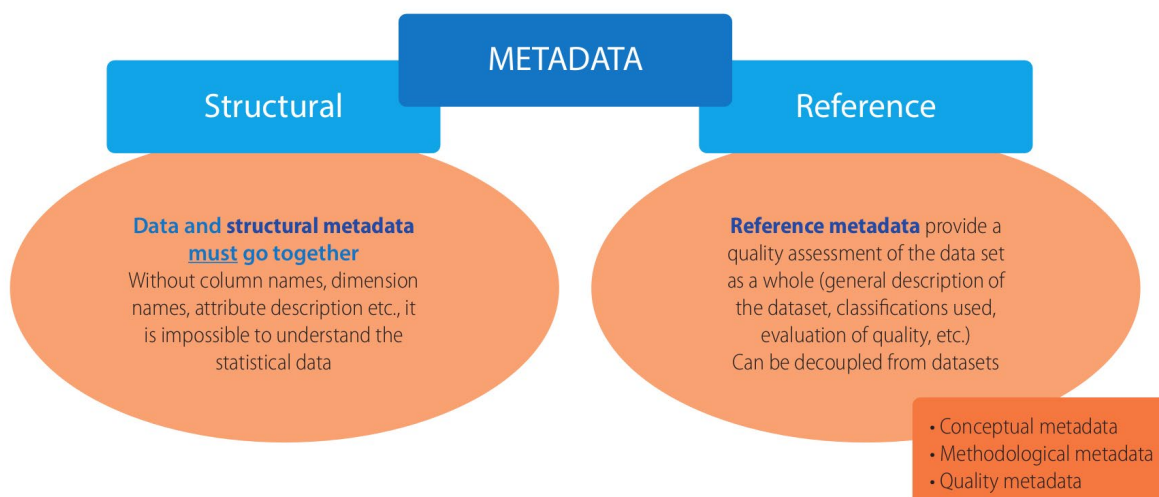 METADATA
Structural
Reference
Data and structural metadata
must go together
Without column names, dimension
names, attribute description etc., it
is impossible to understand the
statistical data
Reference metadata provide a
quality assessment of the data set
as a whole (general description of
the dataset, classifications used,
evaluation of quality, etc.)
Can be decoupled from datasets
• Conceptual metadata
• Methodological metadata
• Quality metadata